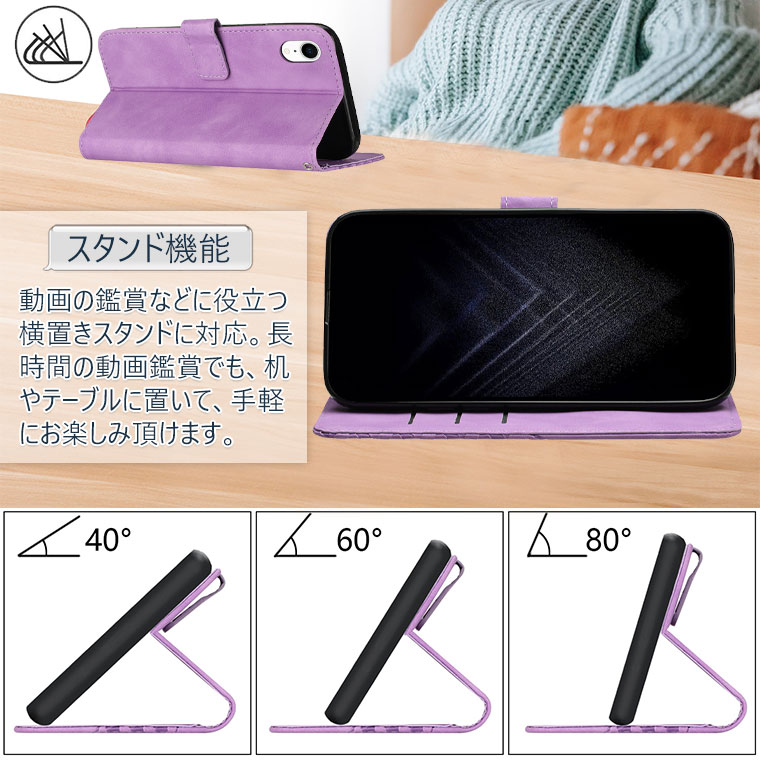 スタンド機能
動画の鑑賞などに役立つ
横置きスタンドに対応。長
時間の動画鑑賞でも、机
やテーブルに置いて、手軽
にお楽しみ頂けます。
40°
60°
80°